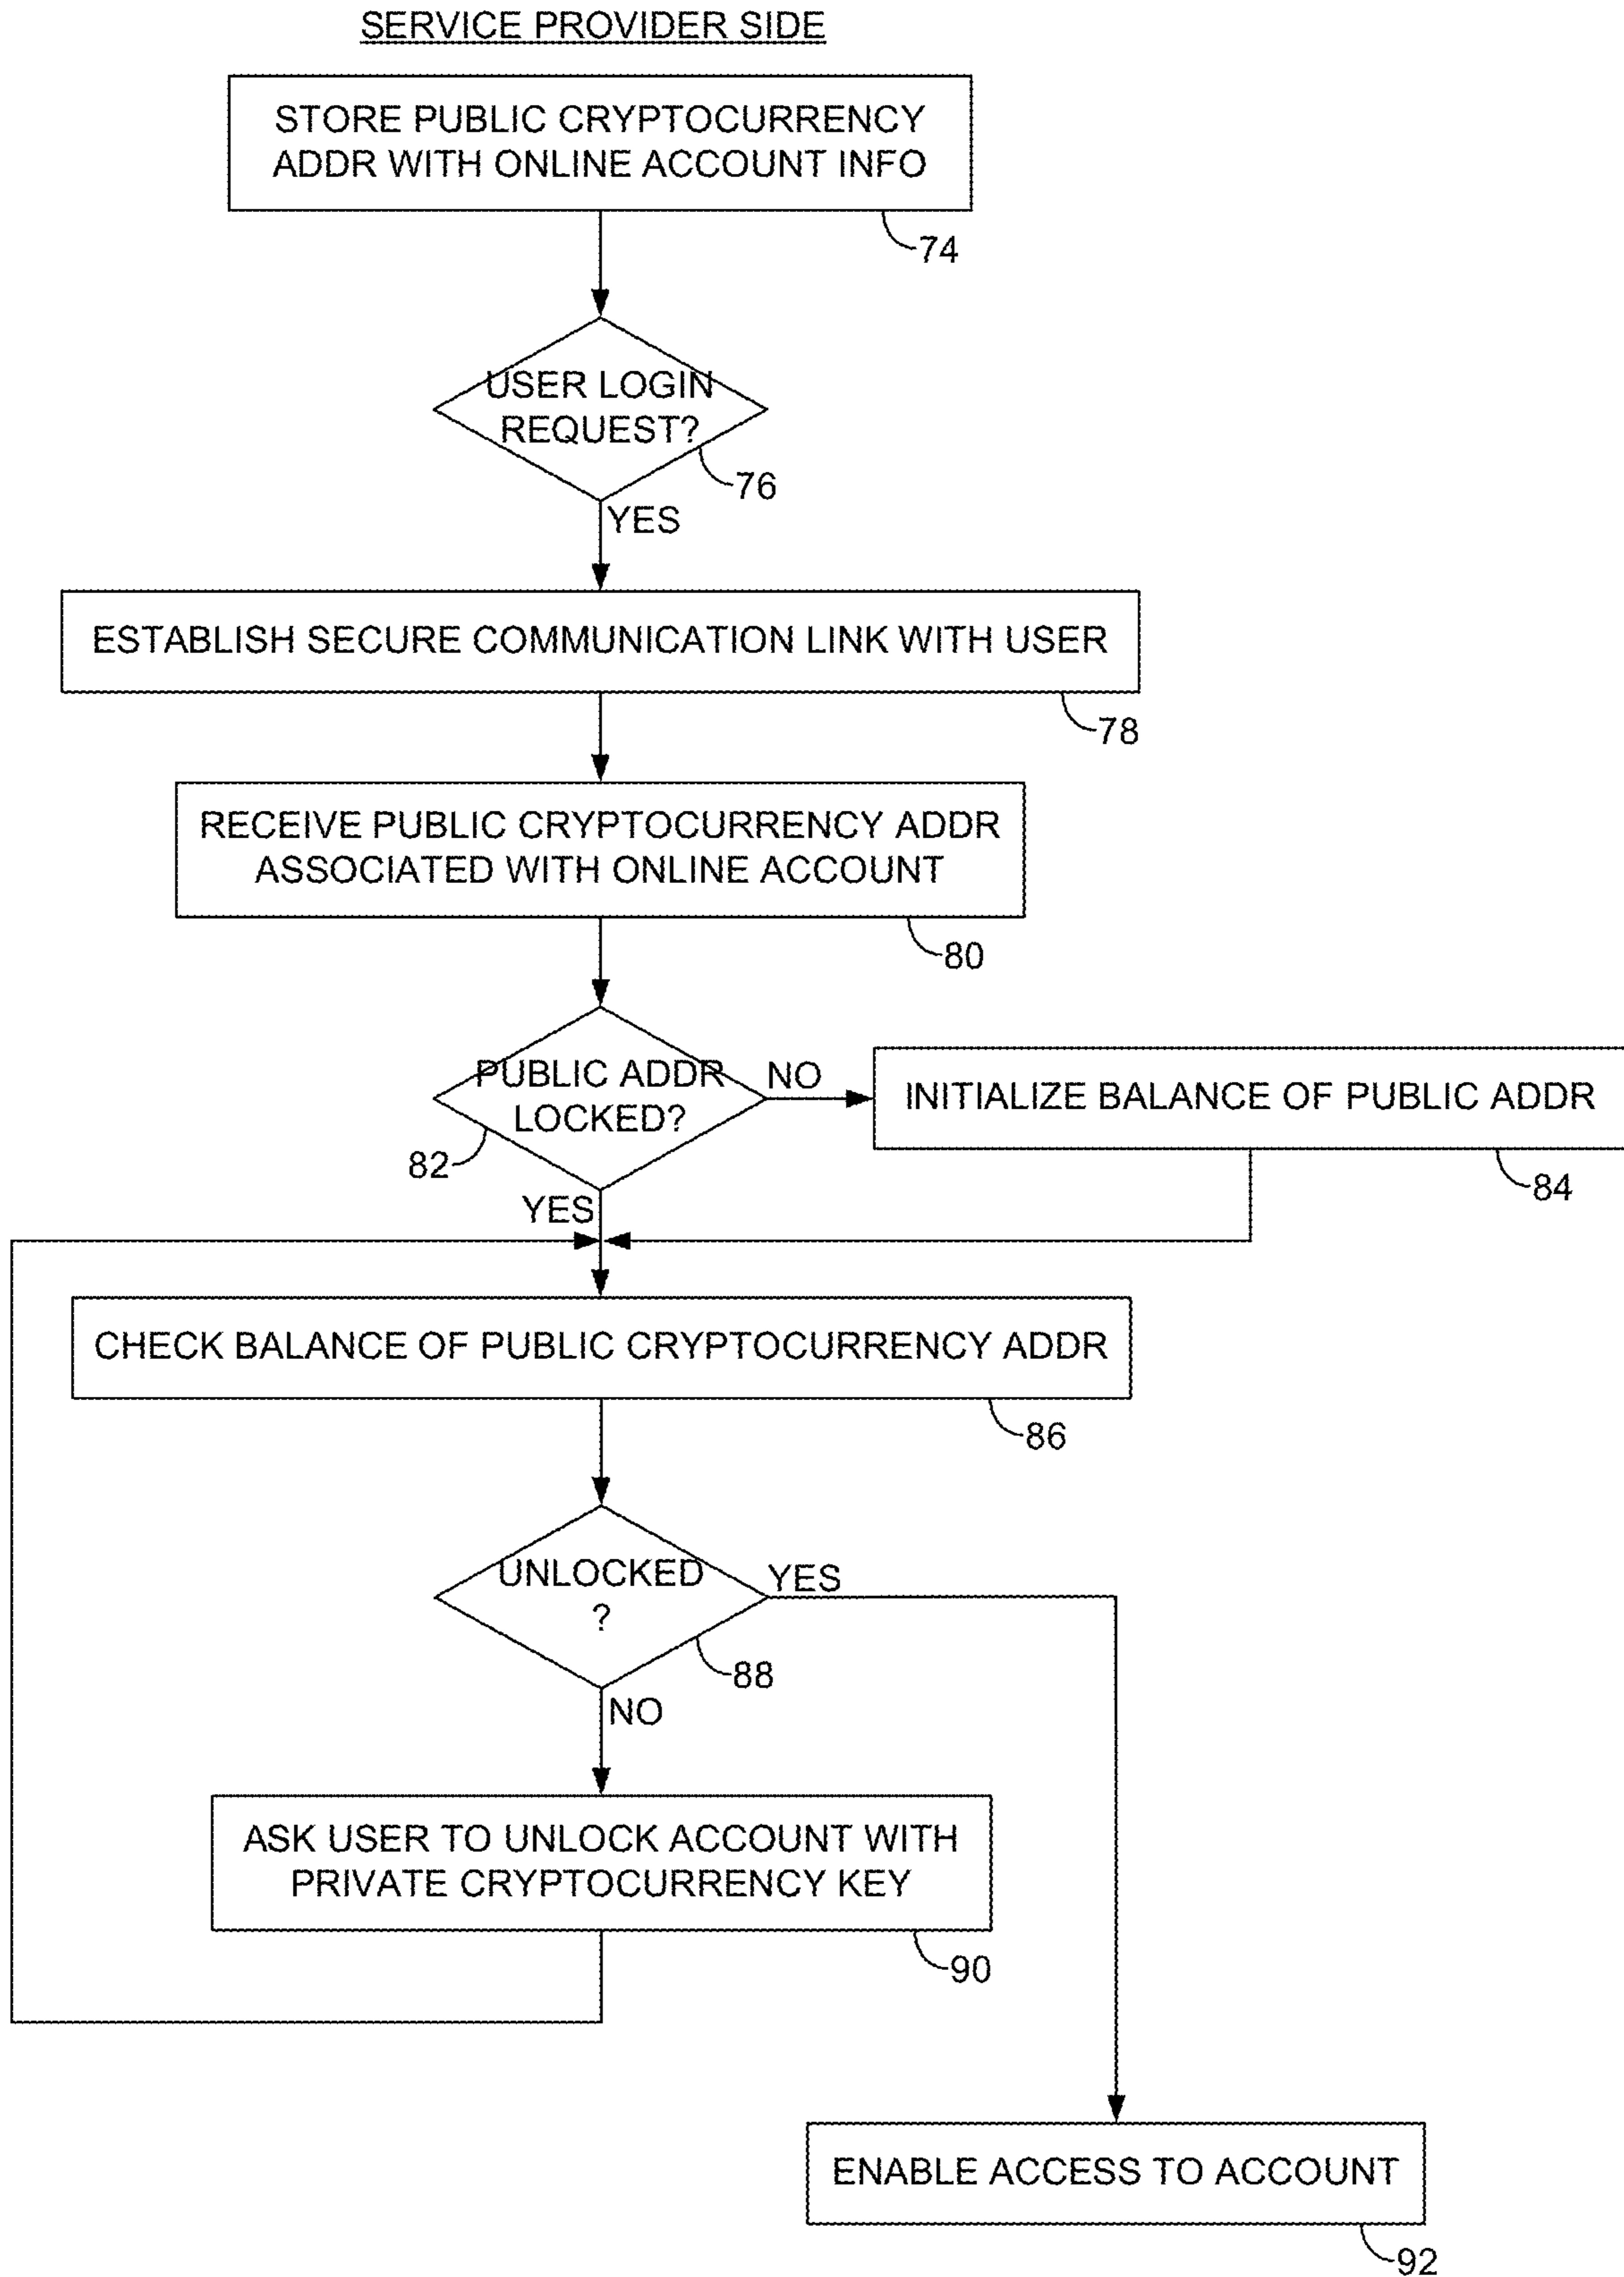 SERVICE PROVIDER SIDE
STORE PUBLIC CRYPTOCURRENCY
ADDR WITH ONLINE ACCOUNT INFO
74
USER LOGIN
REQUEST?
76
YES
ESTABLISH SECURE COMMUNICATION LINK WITH USER
78
RECEIVE PUBLIC CRYPTOCURRENCY ADDR
ASSOCIATED WITH ONLINE ACCOUNT
80
PUBLIC ADDR
LOCKED?
82
NO
INITIALIZE BALANCE OF PUBLIC ADDR
84
YES
CHECK BALANCE OF PUBLIC CRYPTOCURRENCY ADDR
86
UNLOCKED
?
88
YES
NO
ASK USER TO UNLOCK ACCOUNT WITH
PRIVATE CRYPTOCURRENCY KEY
90
ENABLE ACCESS TO ACCOUNT
92